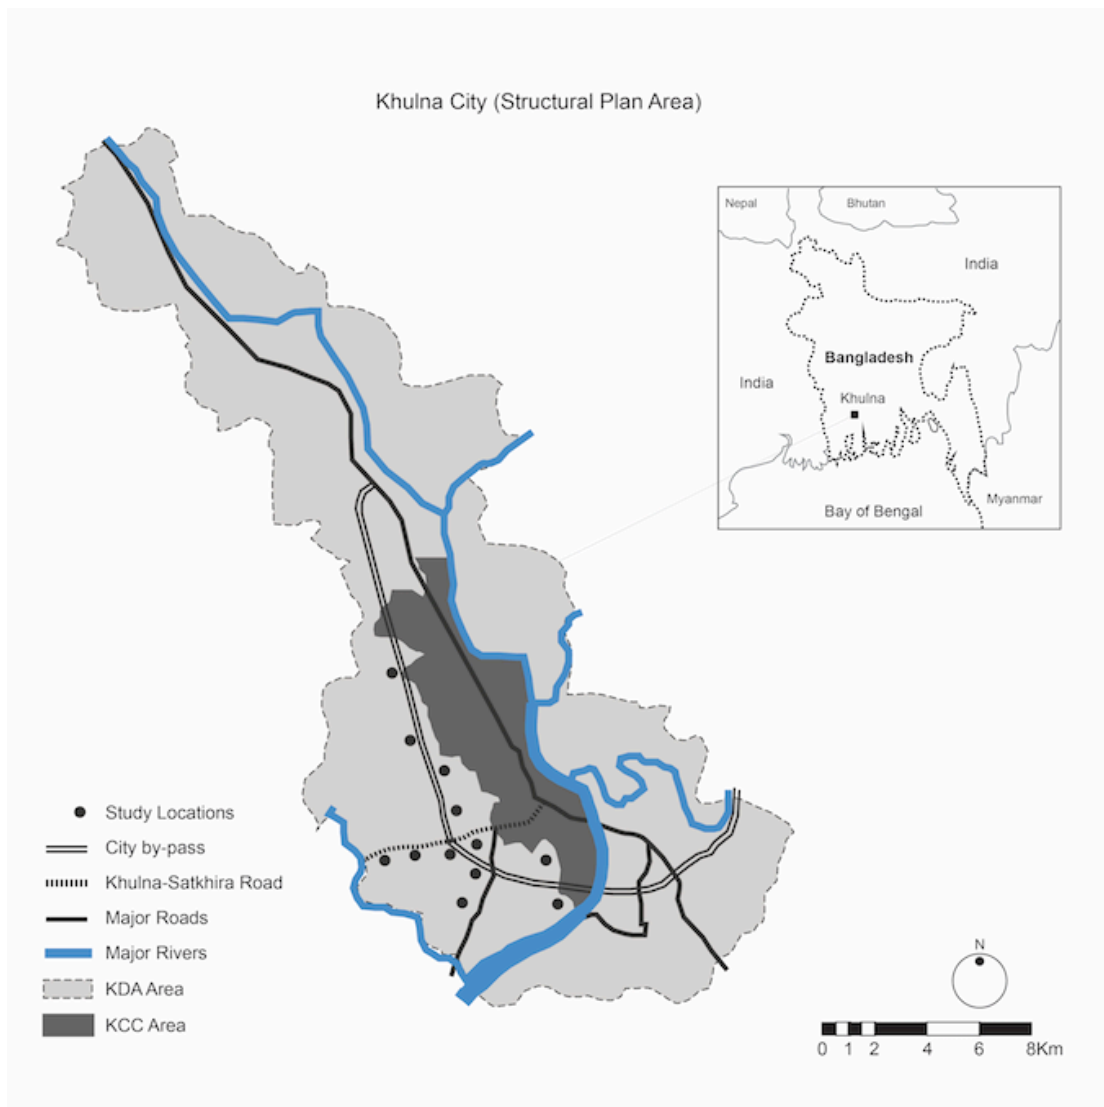 Khulna City (Structural Plan Area)
Nepal
Bhutan
India
Bangladesh
India
Khulna
Myanmar
Bay of Bengal
Study Locations
City by-pass
Khulna-Satkhira Road
Major Roads
Major Rivers
KDA Area
KCC Area
N
0 1 2 4 6 8Km